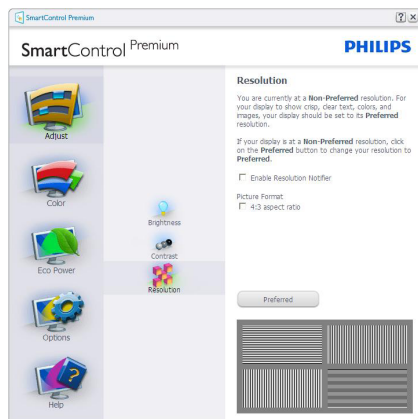 SmartControl Premium
SmartControl Premium
PHILIPS
Adjust
Color
Eco Power
Options
Help
Brightness
Contrast
Resolution
Resolution
You are currently at a Non-Preferred resolution. For
your display to show crisp, clear text, colors, and
images, your display should be set to its Preferred
resolution.
If your display is at a Non-Preferred resolution, click
on the Preferred button to change your resolution to
Preferred.
Enable Resolution Notifier
Picture Format
4:3 aspect ratio
Preferred